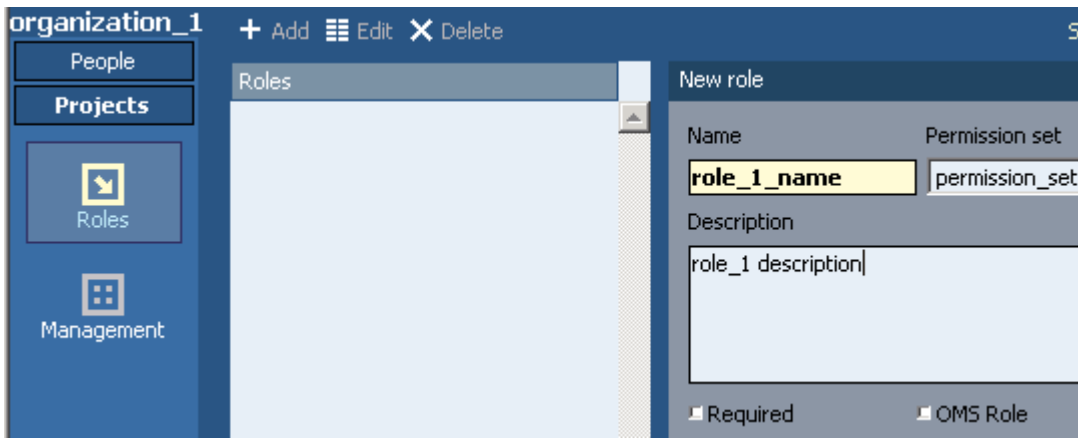 organization_1
Add Edit Delete
S
People
Projects
Roles
Management
Roles
New role
Name Permission set
role_1_name permission_set
Description
role_1 description
Required OMS Role